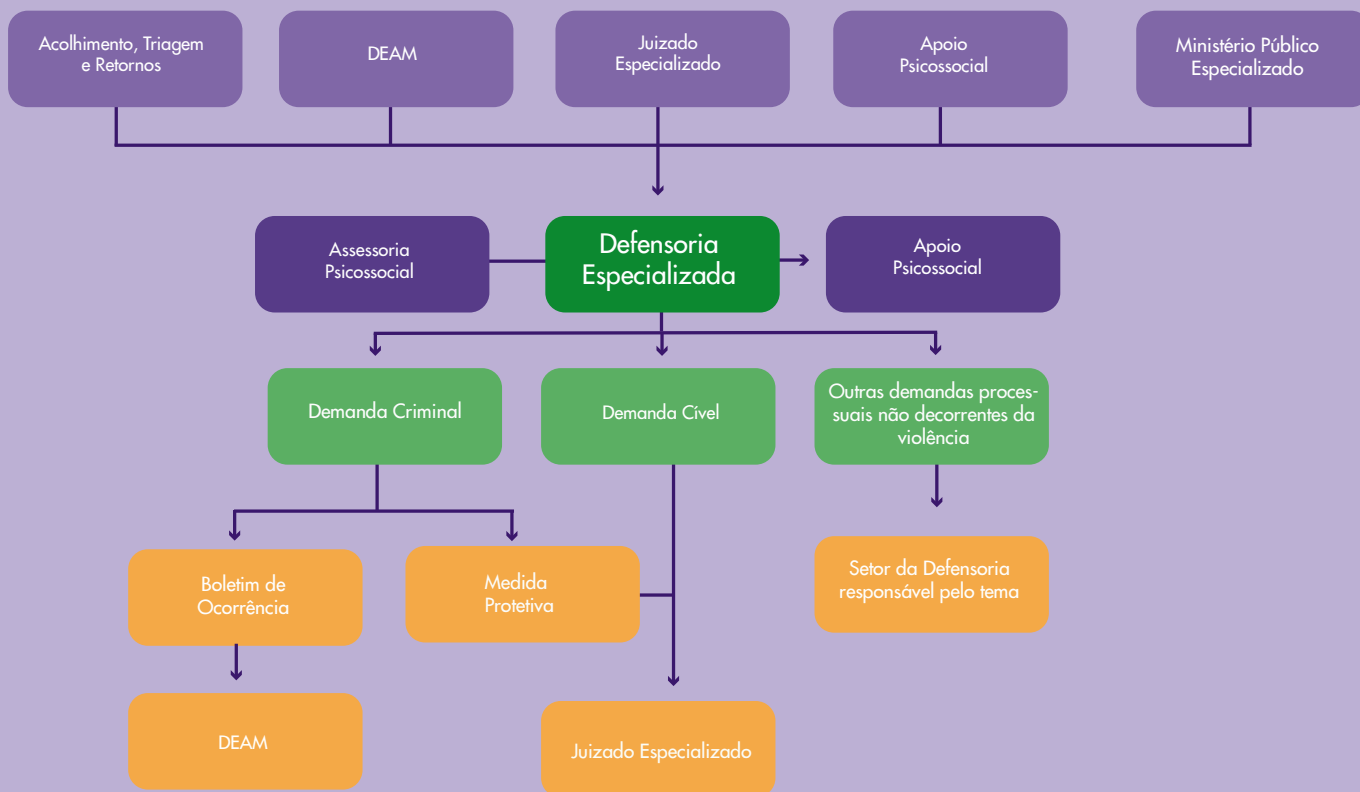 Acolhimento, Triagem
e Retornos
DEAM
Juizado
Especializado
Apoio
Psicossocial
Ministério Público
Especializado
Assessoria
Psicossocial
Defensoria
Especializada
Apoio
Psicossocial
Demanda Criminal
Demanda Cível
Outras demandas proces-
suais não decorrentes da
violência
Boletim de
Ocorrência
Medida
Protetiva
Setor da Defensoria
responsável pelo tema
DEAM
Juizado Especializado